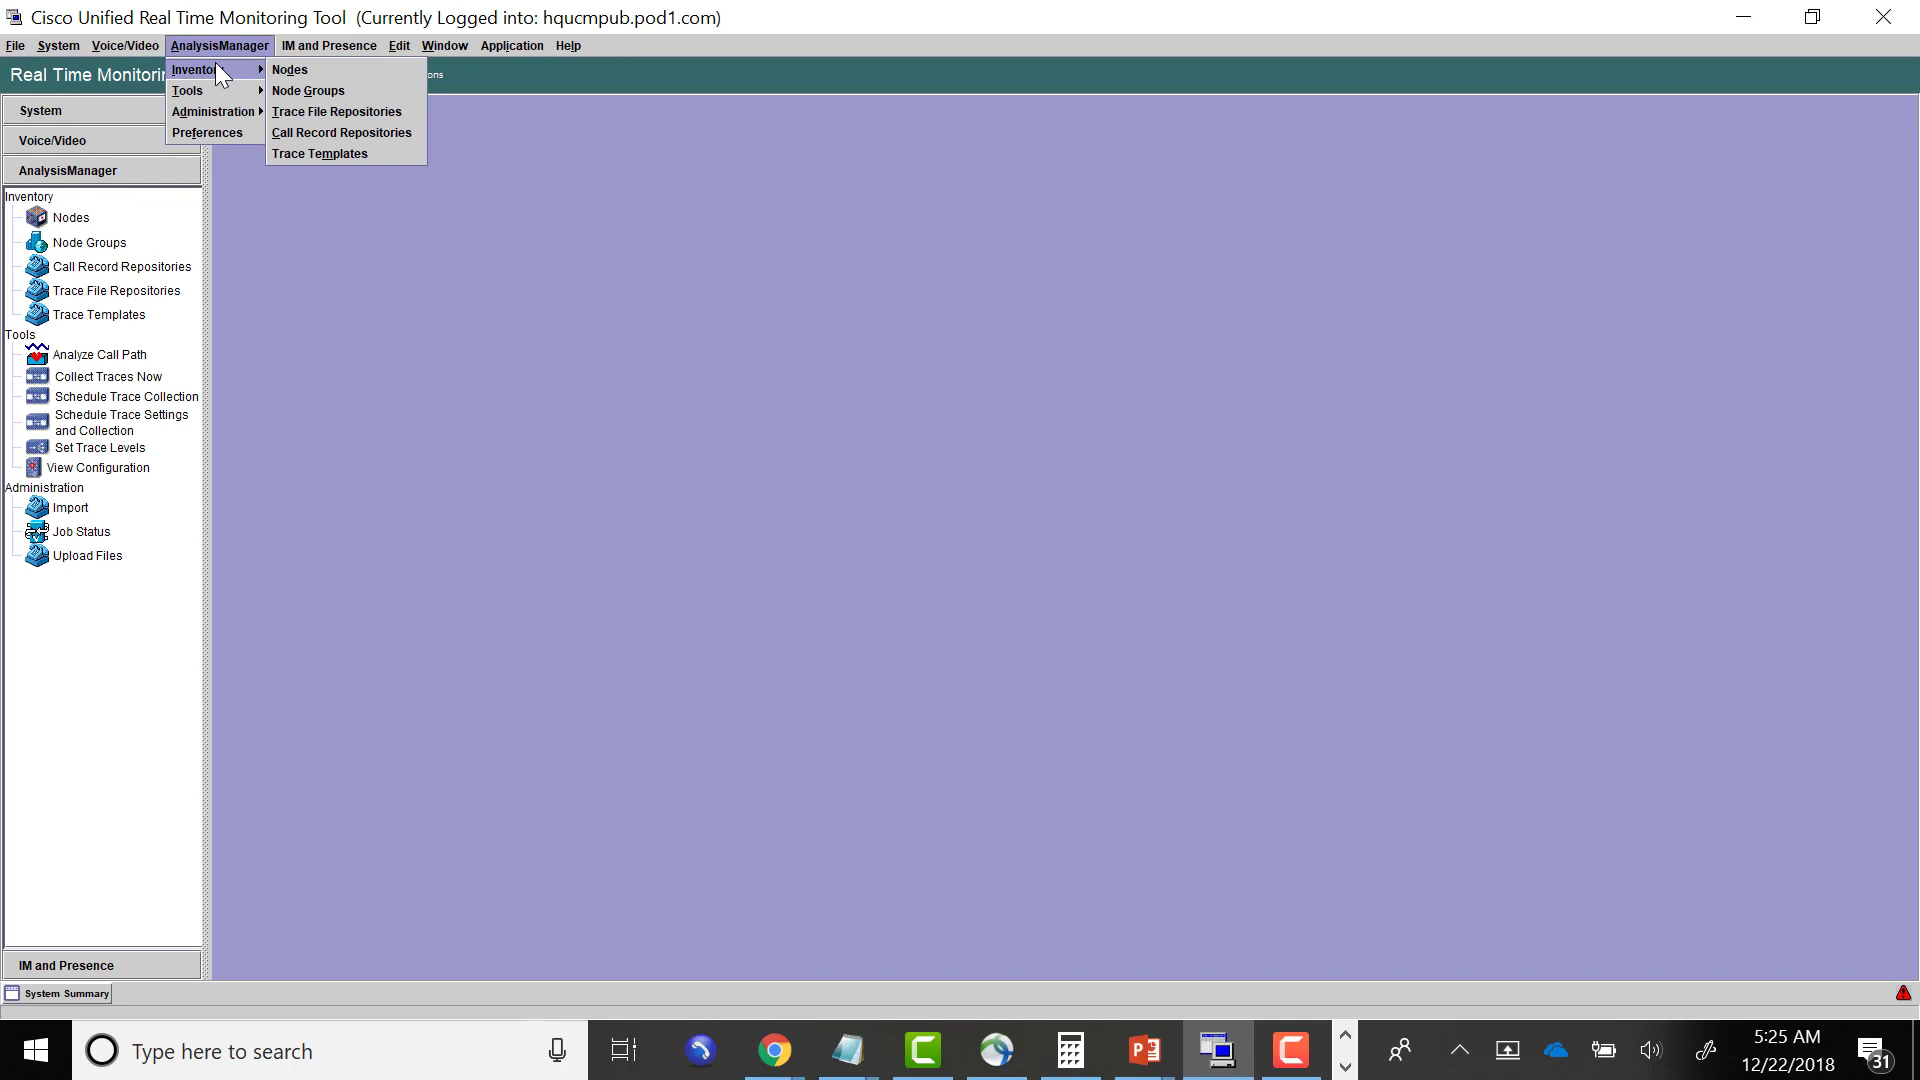 Cisco Unified Real Time Monitoring Tool (Currently Logged into: hqucmpub.pod1.com)
File System Voice/Video AnalysisManager IM and Presence Edit Window Application Help
Real Time
Inventory Nodes
Tools Node Groups
Administration Trace File Repositories
Preferences Call Record Repositories
Trace Templates
System
Voice/Video
AnalysisManager
Inventory
Nodes
Node Groups
Call Record Repositories
Trace File Repositories
Trace Templates
Tools
Analyze Call Path
Collect Traces Now
Schedule Trace Collection
Schedule Trace Settings
and Collection
Set Trace Levels
View Configuration
Administration
Import
Job Status
Upload Files
IM and Presence
System Summary
Type here to search
5:25 AM
12/22/2018
31